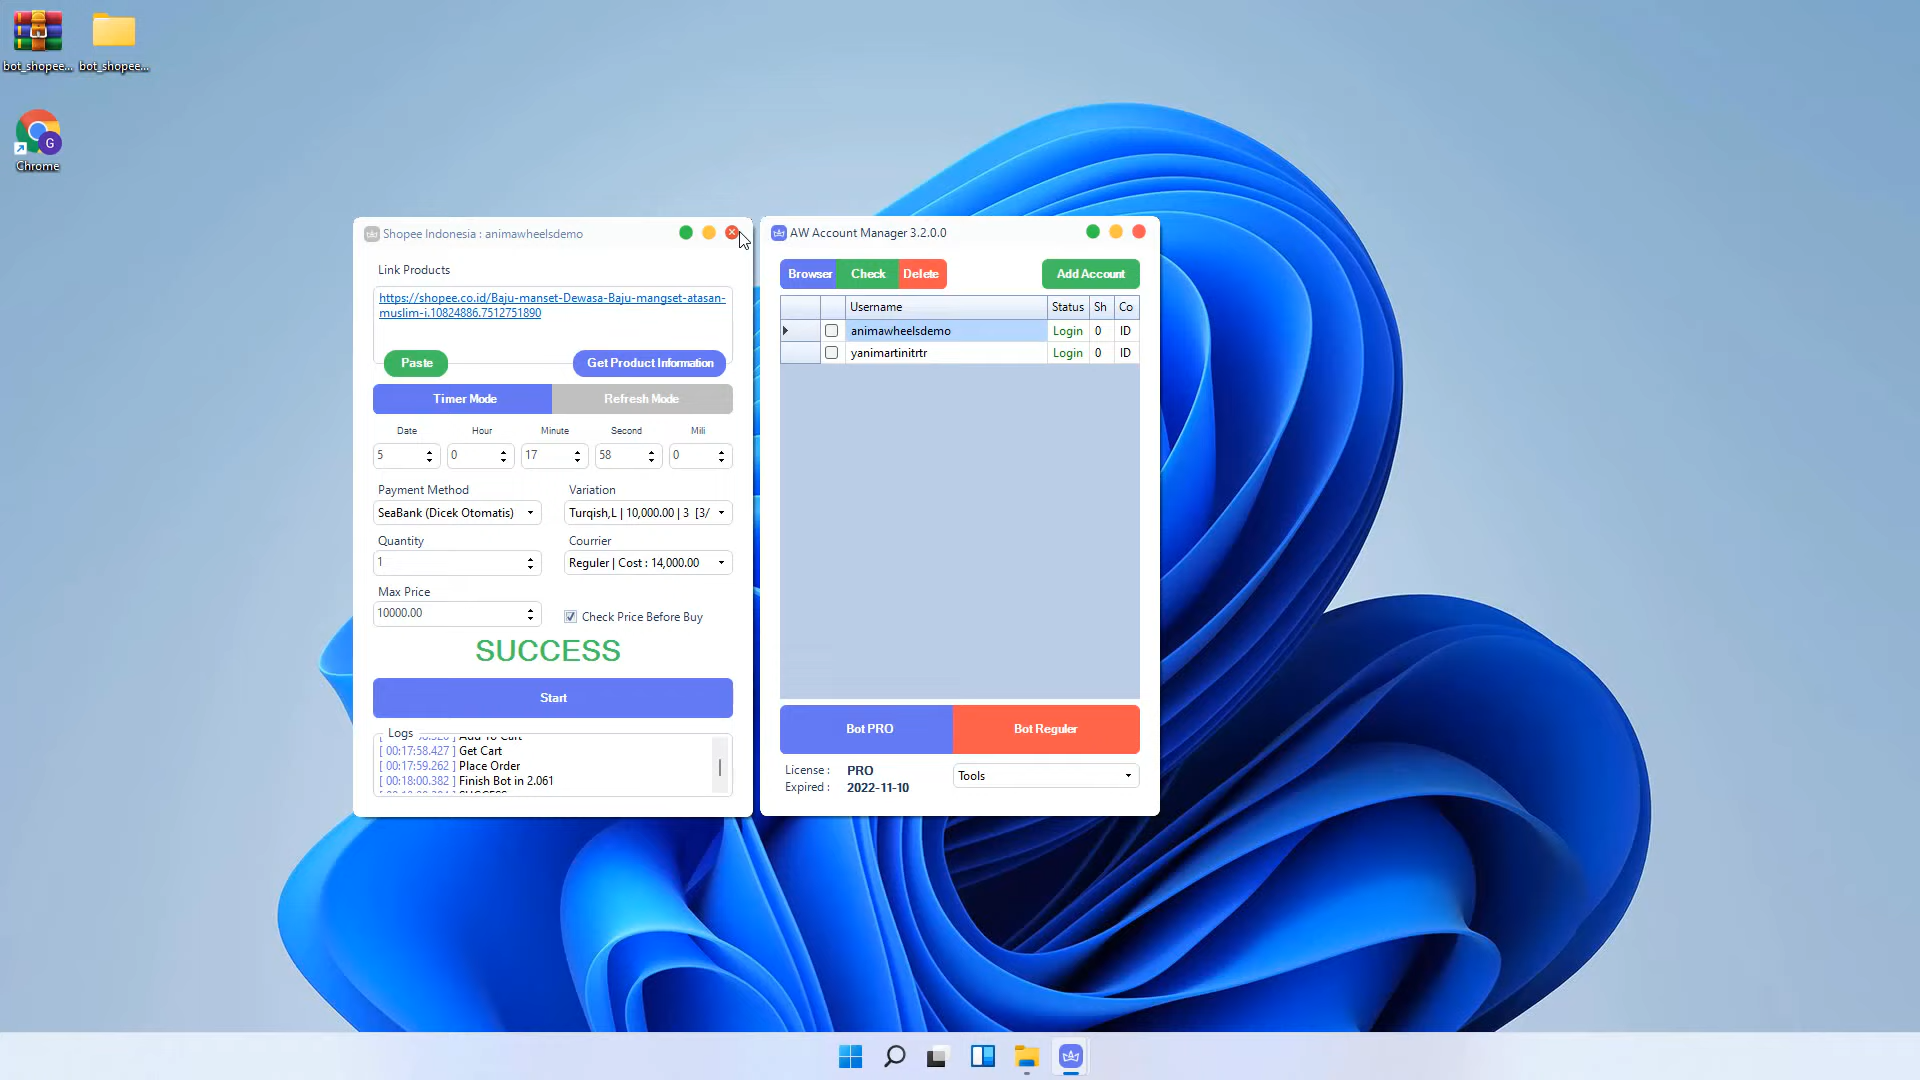 bot_shopee...
bot_shopee...
G
Chrome
Shopee Indonesia : animawheelsdemo
Link Products
https://shopee.co.id/Baju-manset-Dewasa-Baju-mangset-atasan-
muslim-i.10824886.7512751890
Paste
Get Product Information
Timer Mode
Refresh Mode
Date
Hour
Minute
Second
Mili
5
0
17
58
0
Payment Method
Variation
SeaBank (Dicek Otomatis)
Turqish,L | 10,000.00 | 3 [3/
Quantity
Courrier
1
Reguler | Cost : 14,000.00
Max Price
10000.00
Check Price Before Buy
SUCCESS
Start
Logs
Add To Cart
[ 00:17:58.427 ] Get Cart
[ 00:17:59.262 ] Place Order
[ 00:18:00.382 ] Finish Bot in 2.061
SUCCESS
AW Account Manager 3.2.0.0
Browser
Check
Delete
Add Account
Username
Status
Sh
Co
animawheelsdemo
Login
0
ID
yanimartinitrtr
Login
0
ID
Bot PRO
Bot Reguler
License : PRO
Expired : 2022-11-10
Tools